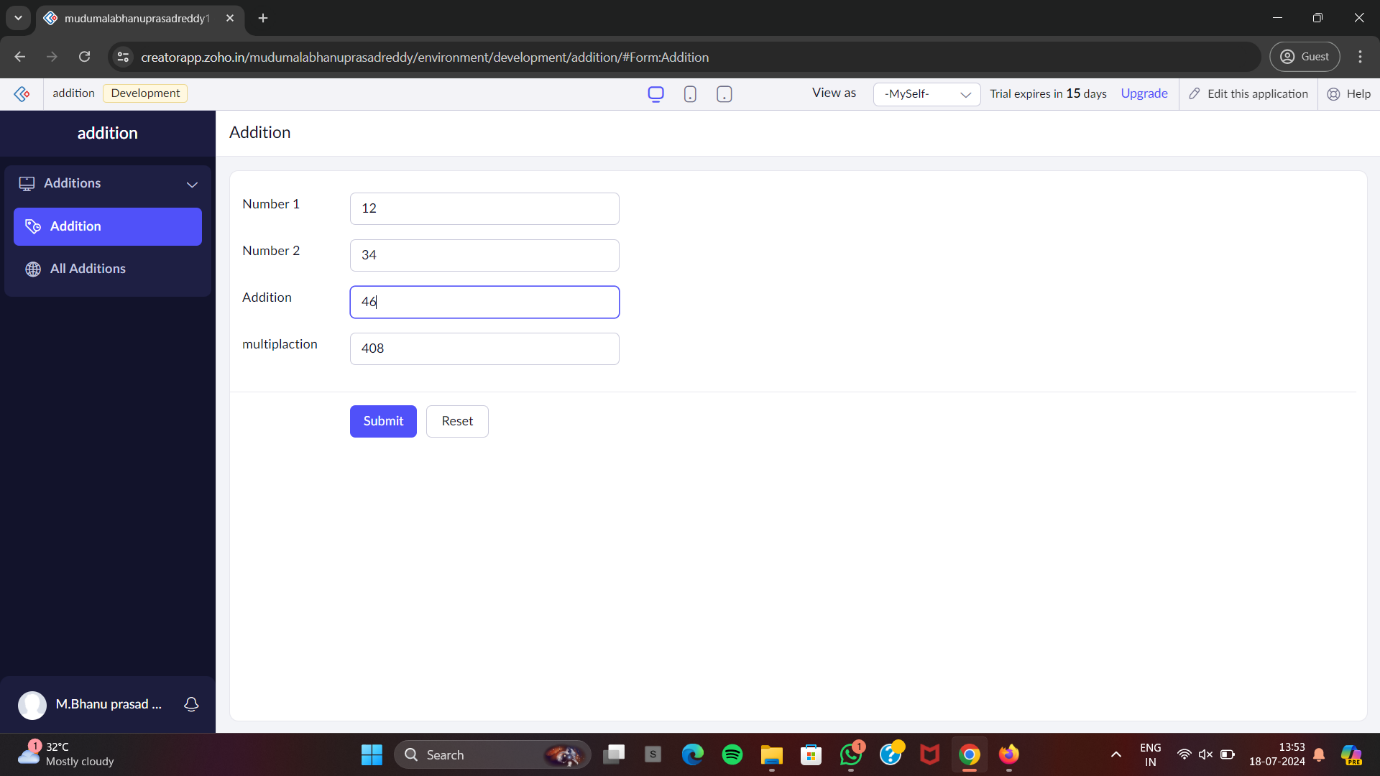 mudumalabhanuprasadreddy1
creatorapp.zoho.in/mudumalabhanuprasadreddy/environment/development/addition/#Form:Addition
Guest
addition Development View as -MySelf- Trial expires in 15 days Upgrade Edit this application Help
addition
Addition
Additions
Addition
All Additions
Number 1 12
Number 2 34
Addition 46
multiplaction 408
Submit Reset
M.Bhanu prasad ...
1
32°C
Mostly cloudy
Search
S
1
PRE
ENG
IN
13:53
18-07-2024